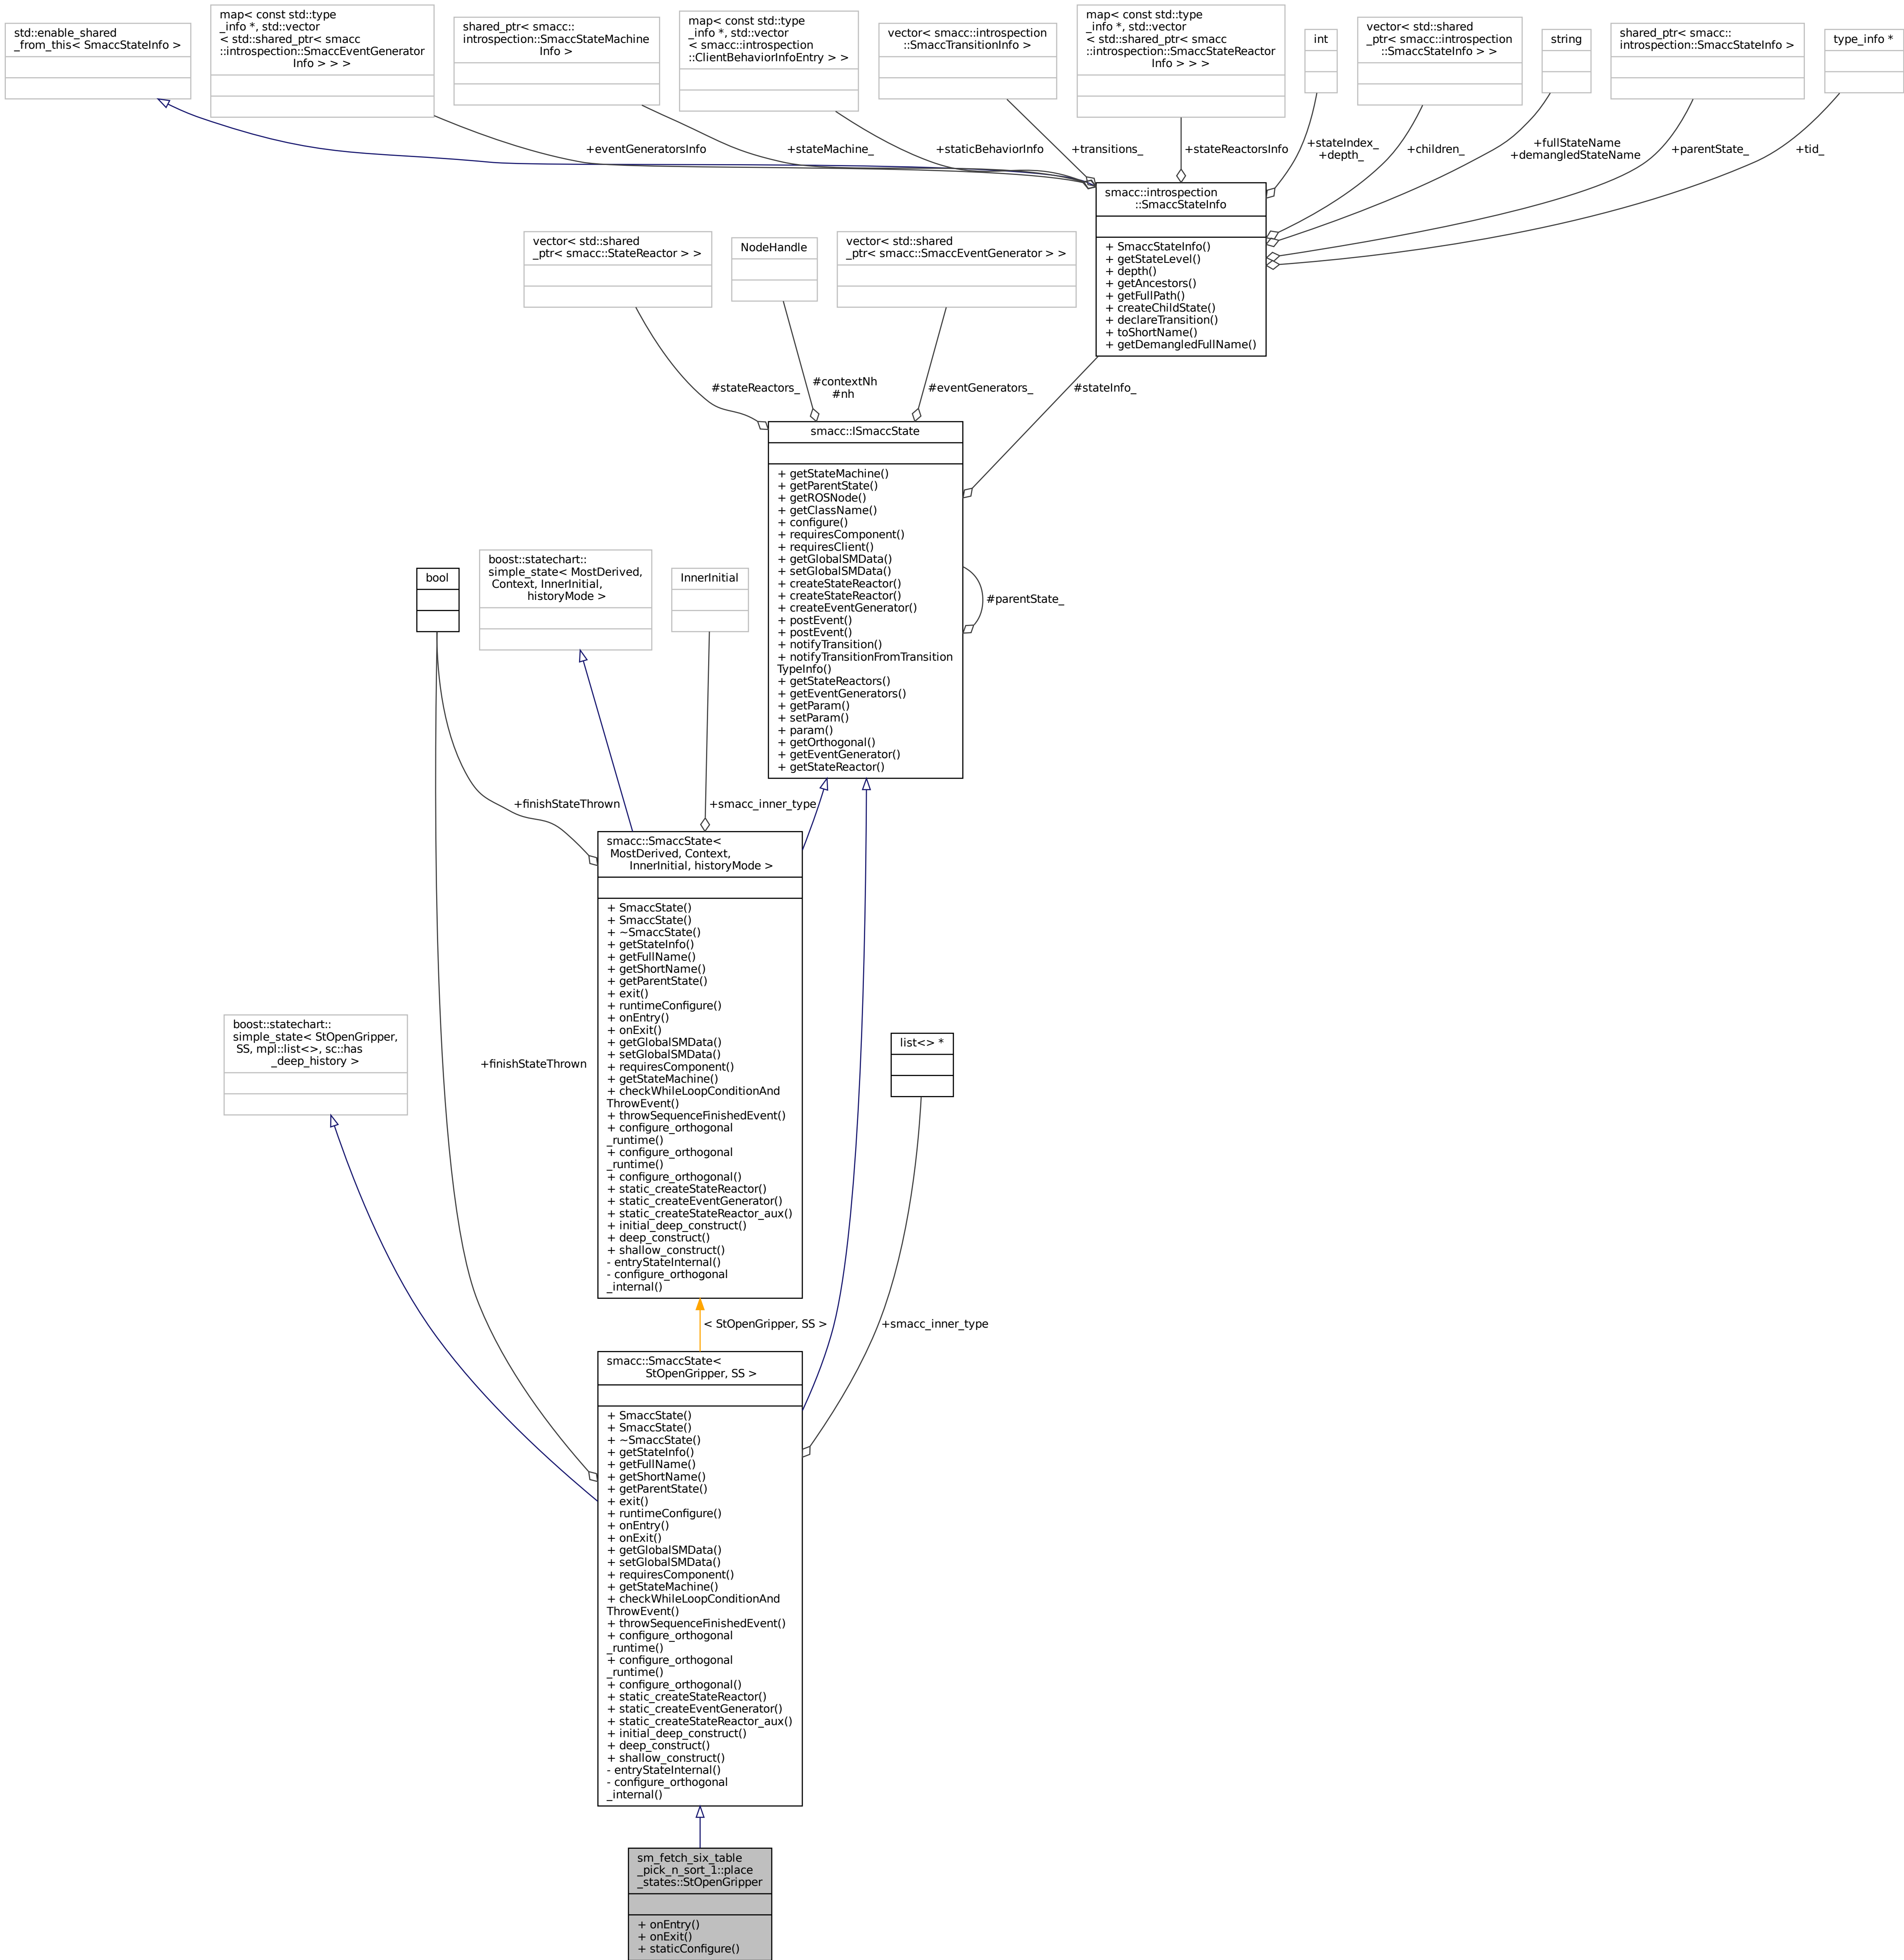 std::enable_shared
_from_this< SmaccStateInfo >
map< const std::type
_info *, std::vector
< std::shared_ptr< smacc
::introspection::SmaccEventGenerator
Info > > >
shared_ptr< smacc::
introspection::SmaccStateMachine
Info >
map< const std::type
_info *, std::vector
< smacc::introspection
::ClientBehaviorInfoEntry > >
vector< smacc::introspection
::SmaccTransitionInfo >
map< const std::type
_info *, std::vector
< std::shared_ptr< smacc
::introspection::SmaccStateReactor
Info > > >
int
vector< std::shared
_ptr< smacc::introspection
::SmaccStateInfo > >
string
shared_ptr< smacc::
introspection::SmaccStateInfo >
type_info *
+eventGeneratorsInfo
+stateMachine_
+staticBehaviorInfo
+transitions_
+stateReactorsInfo
+stateIndex_
+depth_
+children_
+fullStateName
+demangledStateName
+parentState_
+tid_
smacc::introspection
::SmaccStateInfo
+ SmaccStateInfo()
+ getStateLevel()
+ depth()
+ getAncestors()
+ getFullPath()
+ createChildState()
+ declareTransition()
+ toShortName()
+ getDemangledFullName()
vector< std::shared
_ptr< smacc::StateReactor > >
NodeHandle
vector< std::shared
_ptr< smacc::SmaccEventGenerator > >
#stateReactors_
#contextNh
#nh
#eventGenerators_
#stateInfo_
smacc::ISmaccState
+ getStateMachine()
+ getParentState()
+ getROSNode()
+ getClassName()
+ configure()
+ requiresComponent()
+ requiresClient()
+ getGlobalSMData()
+ setGlobalSMData()
+ createStateReactor()
+ createStateReactor()
+ createEventGenerator()
+ postEvent()
+ postEvent()
+ notifyTransition()
+ notifyTransitionFromTransition
TypeInfo()
+ getStateReactors()
+ getEventGenerators()
+ getParam()
+ setParam()
+ param()
+ getOrthogonal()
+ getEventGenerator()
+ getStateReactor()
#parentState_
bool
boost::statechart::
simple_state< MostDerived,
Context, InnerInitial,
historyMode >
InnerInitial
+finishStateThrown
+smacc_inner_type
smacc::SmaccState<
MostDerived, Context,
InnerInitial, historyMode >
+ SmaccState()
+ SmaccState()
+ ~SmaccState()
+ getStateInfo()
+ getFullName()
+ getShortName()
+ getParentState()
+ exit()
+ runtimeConfigure()
+ onEntry()
+ onExit()
+ getGlobalSMData()
+ setGlobalSMData()
+ requiresComponent()
+ getStateMachine()
+ checkWhileLoopConditionAnd
ThrowEvent()
+ throwSequenceFinishedEvent()
+ configure_orthogonal
_runtime()
+ configure_orthogonal
_runtime()
+ configure_orthogonal()
+ static_createStateReactor()
+ static_createEventGenerator()
+ static_createStateReactor_aux()
+ initial_deep_construct()
+ deep_construct()
+ shallow_construct()
- entryStateInternal()
- configure_orthogonal
_internal()
boost::statechart::
simple_state< StOpenGripper,
SS, mpl::list<>, sc::has
_deep_history >
+finishStateThrown
list<> *
< StOpenGripper, SS >
+smacc_inner_type
smacc::SmaccState<
StOpenGripper, SS >
+ SmaccState()
+ SmaccState()
+ ~SmaccState()
+ getStateInfo()
+ getFullName()
+ getShortName()
+ getParentState()
+ exit()
+ runtimeConfigure()
+ onEntry()
+ onExit()
+ getGlobalSMData()
+ setGlobalSMData()
+ requiresComponent()
+ getStateMachine()
+ checkWhileLoopConditionAnd
ThrowEvent()
+ throwSequenceFinishedEvent()
+ configure_orthogonal
_runtime()
+ configure_orthogonal
_runtime()
+ configure_orthogonal()
+ static_createStateReactor()
+ static_createEventGenerator()
+ static_createStateReactor_aux()
+ initial_deep_construct()
+ deep_construct()
+ shallow_construct()
- entryStateInternal()
- configure_orthogonal
_internal()
sm_fetch_six_table
_pick_n_sort_1::place
_states::StOpenGripper
+ onEntry()
+ onExit()
+ staticConfigure()